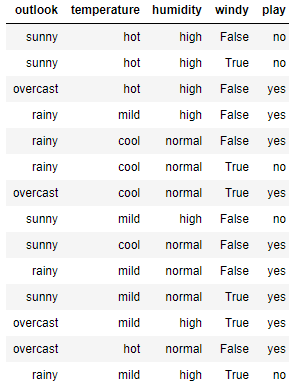 outlook temperature humidity windy play
sunny hot high False no
sunny hot high True no
overcast hot high False yes
rainy mild high False yes
rainy cool normal False yes
rainy cool normal True no
overcast cool normal True yes
sunny mild high False no
sunny cool normal False yes
rainy mild normal False yes
sunny mild normal True yes
overcast mild high True yes
overcast hot normal False yes
rainy mild high True no